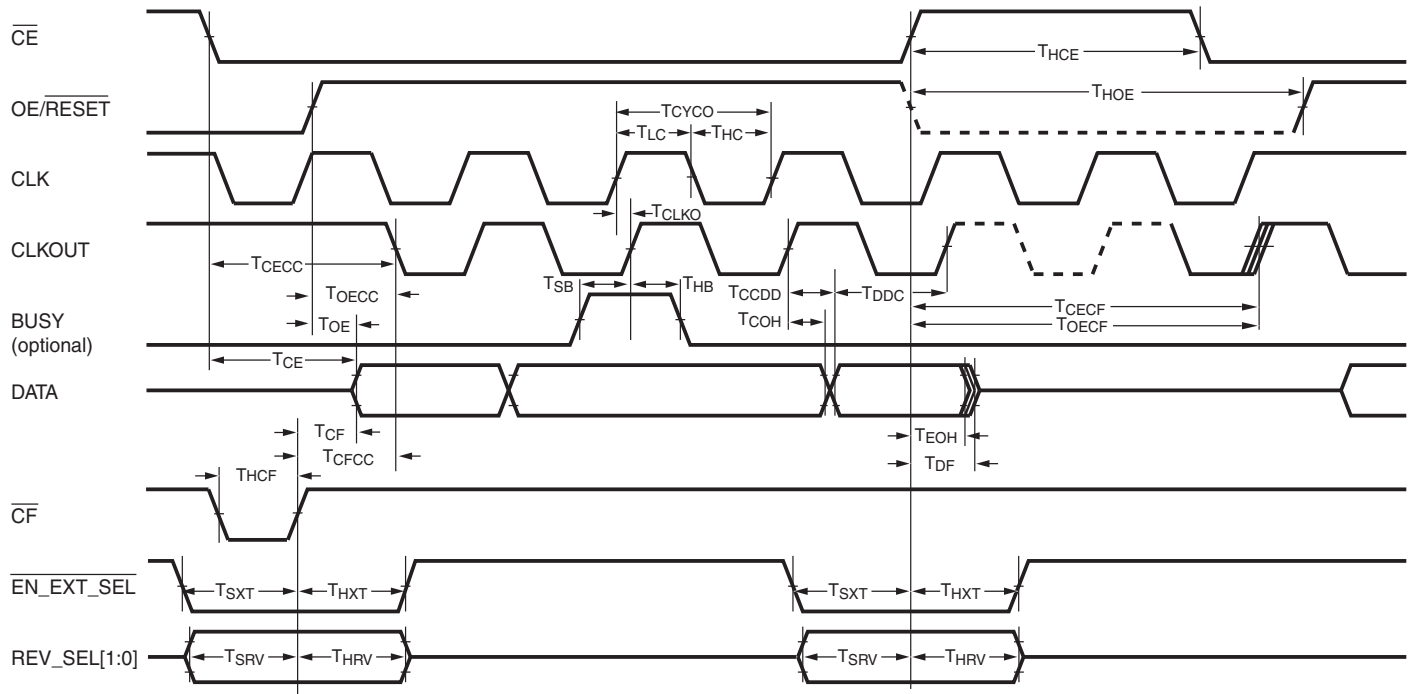 CE
THCE
OE/RESET
THOE
TCYCO
TLC
THC
CLK
TCLKO
CLKOUT
TCECC
TSB
THB
TCCDD
TDDC
TOECC
TCECF
TCOH
TOECF
BUSY
(optional)
TOE
TCE
DATA
TCF
TEOH
TCFCC
TDF
THCF
CF
EN_EXT_SEL
TSXT
THXT
TSXT
THXT
REV_SEL[1:0]
TSRV
THRV
TSRV
THRV